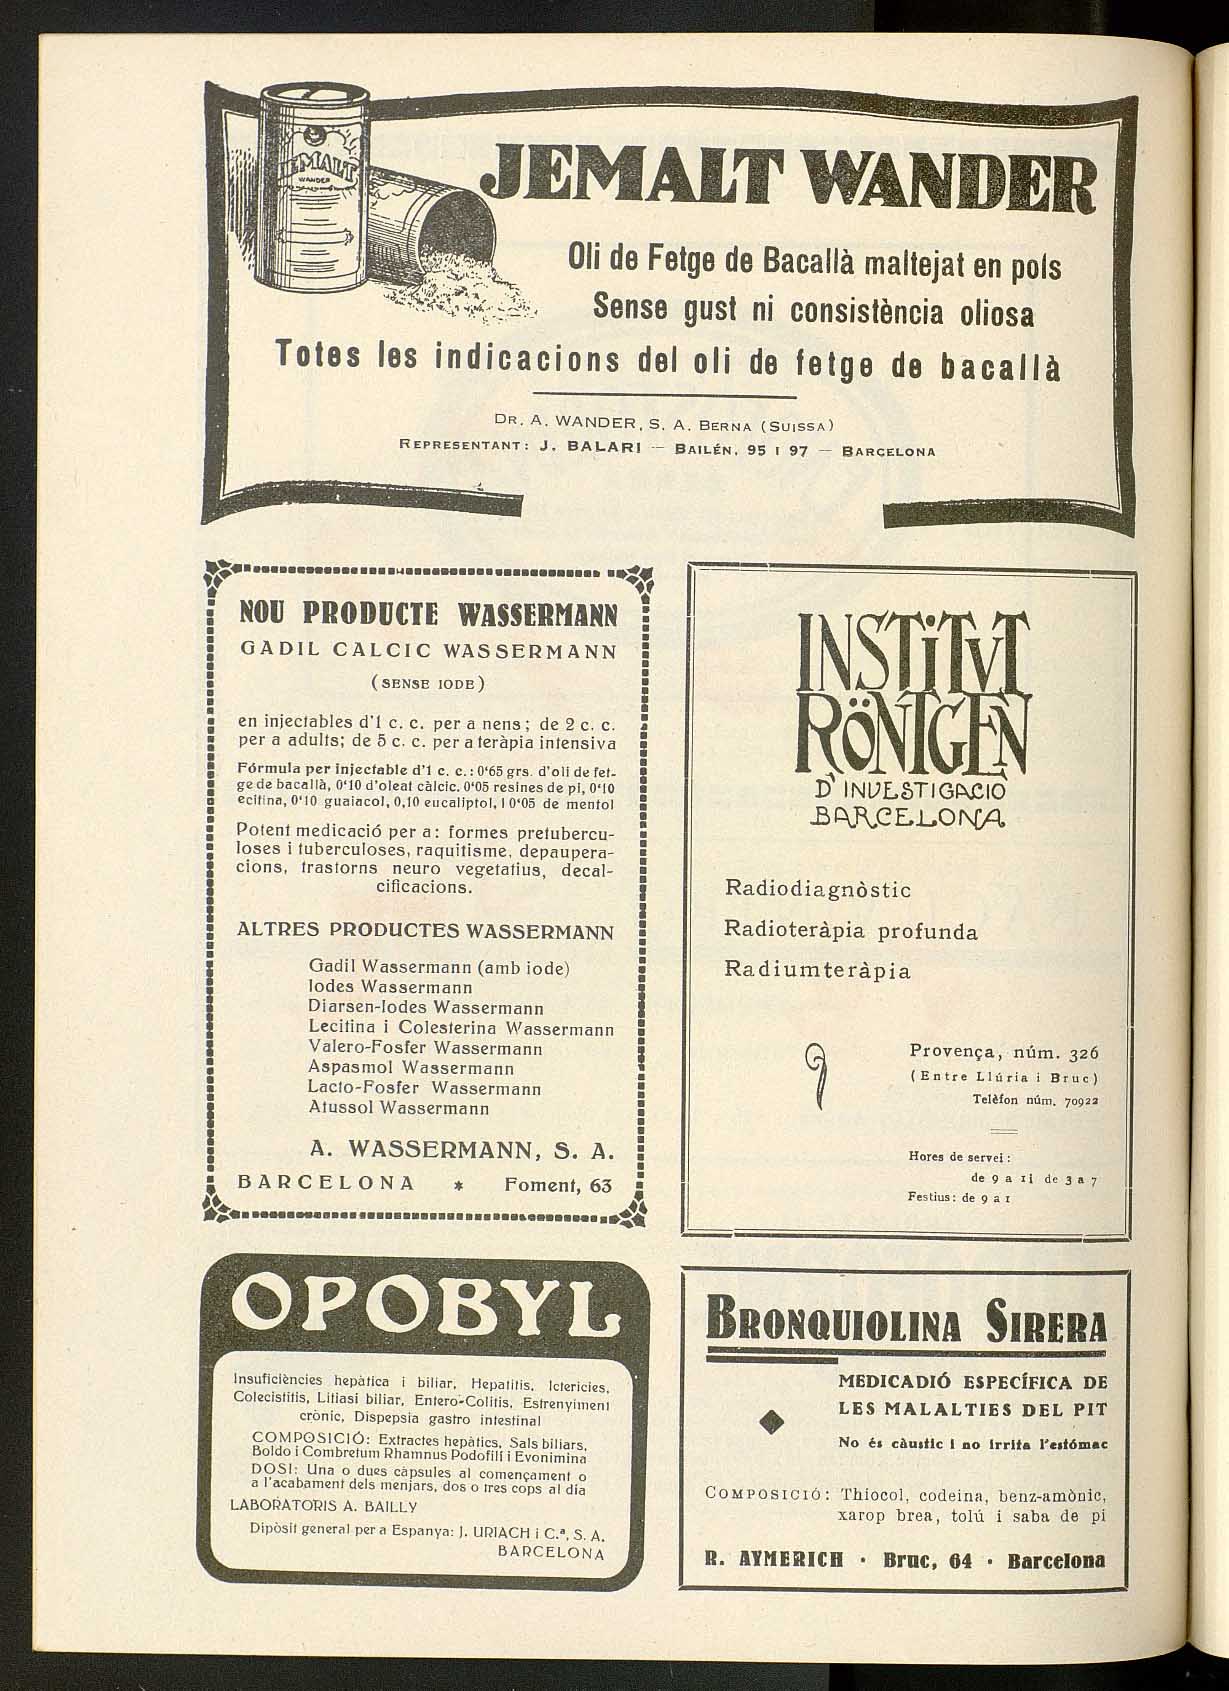 JEMALT
WANDER
JEMALT WANDER
Oli de Fetge de Bacallà maltejat en pols
Sense gust ni consistència oliosa
Totes les indicacions del oli de fetge de bacallà
DR. A. WANDER, S. A. BERNA (SUISSA)
REPRESENTANT: J. BALARI — BAILÉN, 95 I 97 — BARCELONA
NOU PRODUCTE WASSERMANN
GADIL CALCIC WASSERMANN
(SENSE IODE)
en injectables d'1 c. c. per a nens; de 2 c. c.
per a adults; de 5 c. c. per a teràpia intensiva
Fórmula per injectable d'1 c. c.: 0'65 grs. d'oli de fet-
ge de bacallà, 0'10 d'oleat càlcic. 0'05 resines de pi, 0'10
ecitina, 0'10 guaiacol, 0,10 eucaliptol, i 0'05 de mentol
Potent medicació per a: formes pretubercu-
loses i tuberculoses, raquitisme, depaupera-
cions, trastorns neuro vegetatius, decal-
cificacions.
ALTRES PRODUCTES WASSERMANN
Gadil Wassermann (amb iode)
Iodes Wassermann
Diarsen-Iodes Wassermann
Lecitina i Colesterina Wassermann
Valero-Fosfer Wassermann
Aspasmol Wassermann
Lacto-Fosfer Wassermann
Atussol Wassermann
A. WASSERMANN, S. A.
BARCELONA * Foment, 63
INSTITVT
RÖNTGEN
D'INVESTIGACIÓ
BARCELONA
Radiodiagnòstic
Radioteràpia profunda
Radiumteràpia
Provença, núm. 326
(Entre Llúria i Bruc)
Telèfon núm. 70922
Hores de servei:
de 9 a 11 de 3 a 7
Festius: de 9 a 1
OPOBYL
Insuficiències hepàtica i biliar, Hepatitis, Ictericies,
Colecistitis, Litiasi biliar, Entero-Colitis, Estrenyiment
crònic, Dispepsia gastro intestinal
COMPOSICIÓ: Extractes hepàtics, Sals biliars,
Boldo i Combretum Rhamnus Podofili i Evonimina
DOSI: Una o dues càpsules al començament o
a l'acabament dels menjars, dos o tres cops al dia
LABORATORIS A. BAILLY
Dipòsit general per a Espanya: J. URIACH i C.ª, S. A.
BARCELONA
BRONQUIOLINA SIRERA
MEDICADIÓ ESPECÍFICA DE
LES MALALTIES DEL PIT
No és càustic i no irrita l'estómac
COMPOSICIÓ: Thiocol, codeina, benz-amònic,
xarop brea, tolú i saba de pi
R. AYMERICH · Bruc, 64 · Barcelona